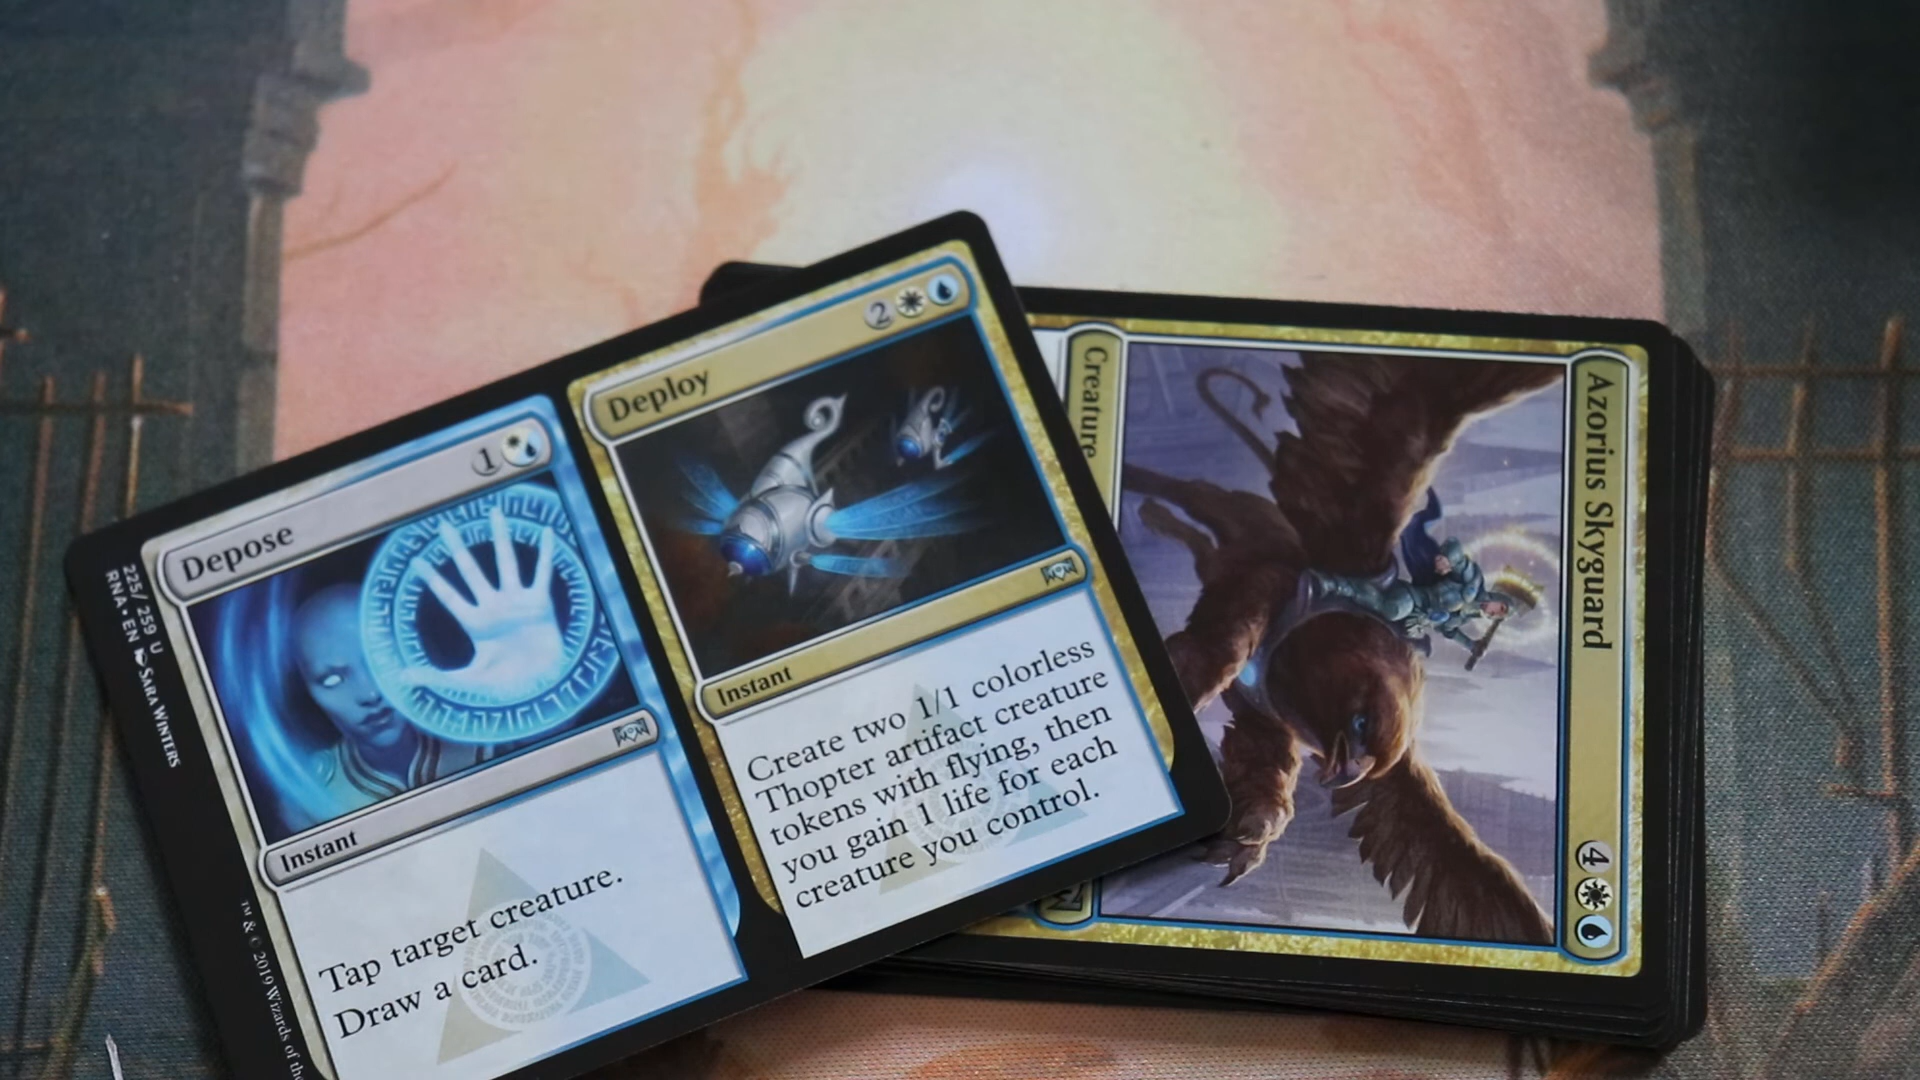 Depose
1
Instant
Tap target creature.
Draw a card.
225/ 259 U
RNA • EN SARA WINTERS
™ & © 2019 Wizards of the
Deploy
2
Instant
Create two 1/1 colorless
Thopter artifact creature
tokens with flying, then
you gain 1 life for each
creature you control.
Azorius Skyguard
4
Creature